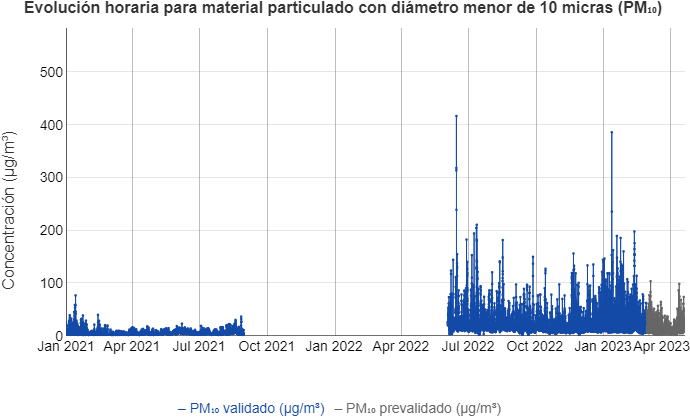 Evolución horaria para material particulado con diámetro menor de 10 micras (PM₁₀)
Concentración (µg/m³)
500
400
300
200
100
0
Jan 2021 Apr 2021 Jul 2021 Oct 2021 Jan 2022 Apr 2022 Jul 2022 Oct 2022 Jan 2023 Apr 2023
– PM₁₀ validado (µg/m³) – PM₁₀ prevalidado (µg/m³)